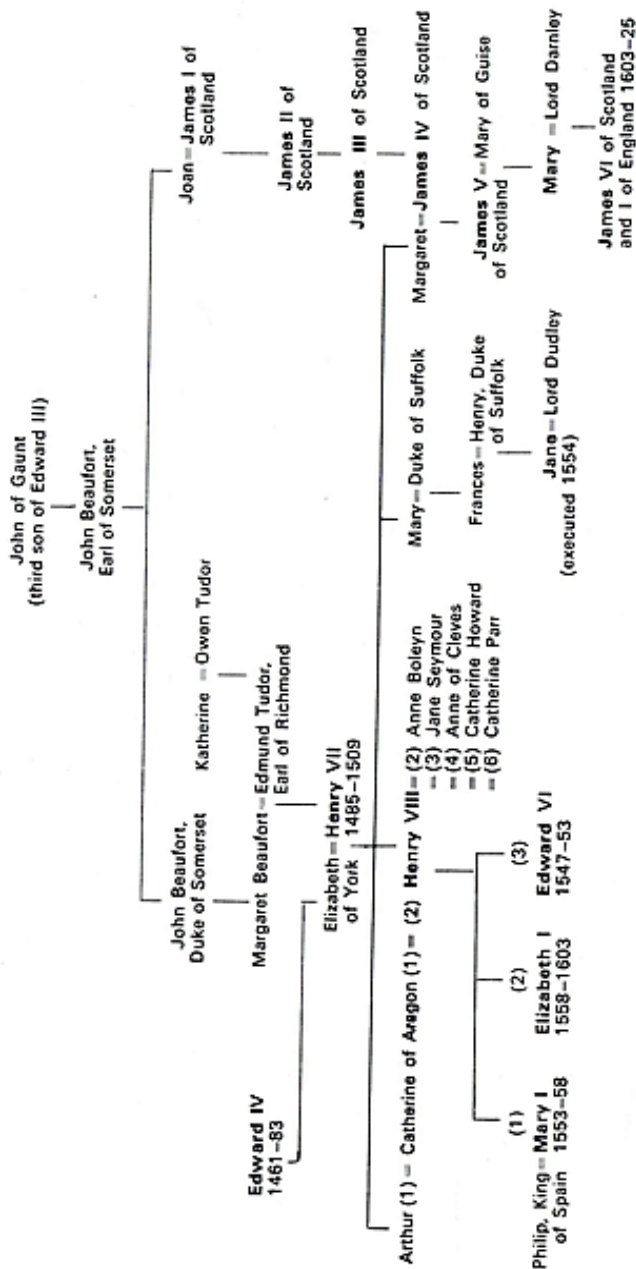 John of Gaunt
(third son of Edward III)
John Beaufort,
Earl of Somerset
John Beaufort,
Duke of Somerset
Katherine = Owen Tudor
Joan = James I of
Scotland
Edward IV
1461–83
Margaret Beaufort = Edmund Tudor,
Earl of Richmond
James II of
Scotland
Elizabeth = Henry VII
of York 1485–1509
James III of Scotland
Arthur (1) = Catherine of Aragon (1) = (2) Henry VIII = (2) Anne Boleyn
= (3) Jane Seymour
= (4) Anne of Cleves
= (5) Catherine Howard
= (6) Catherine Parr
Mary = Duke of Suffolk
Margaret = James IV of Scotland
Frances = Henry, Duke
of Suffolk
James V = Mary of Guise
of Scotland
(1)
(2)
(3)
Philip, King = Mary I
of Spain 1553–58
Elizabeth I
1558–1603
Edward VI
1547–53
Jane = Lord Dudley
(executed 1554)
Mary = Lord Darnley
James VI of Scotland
and I of England 1603–25